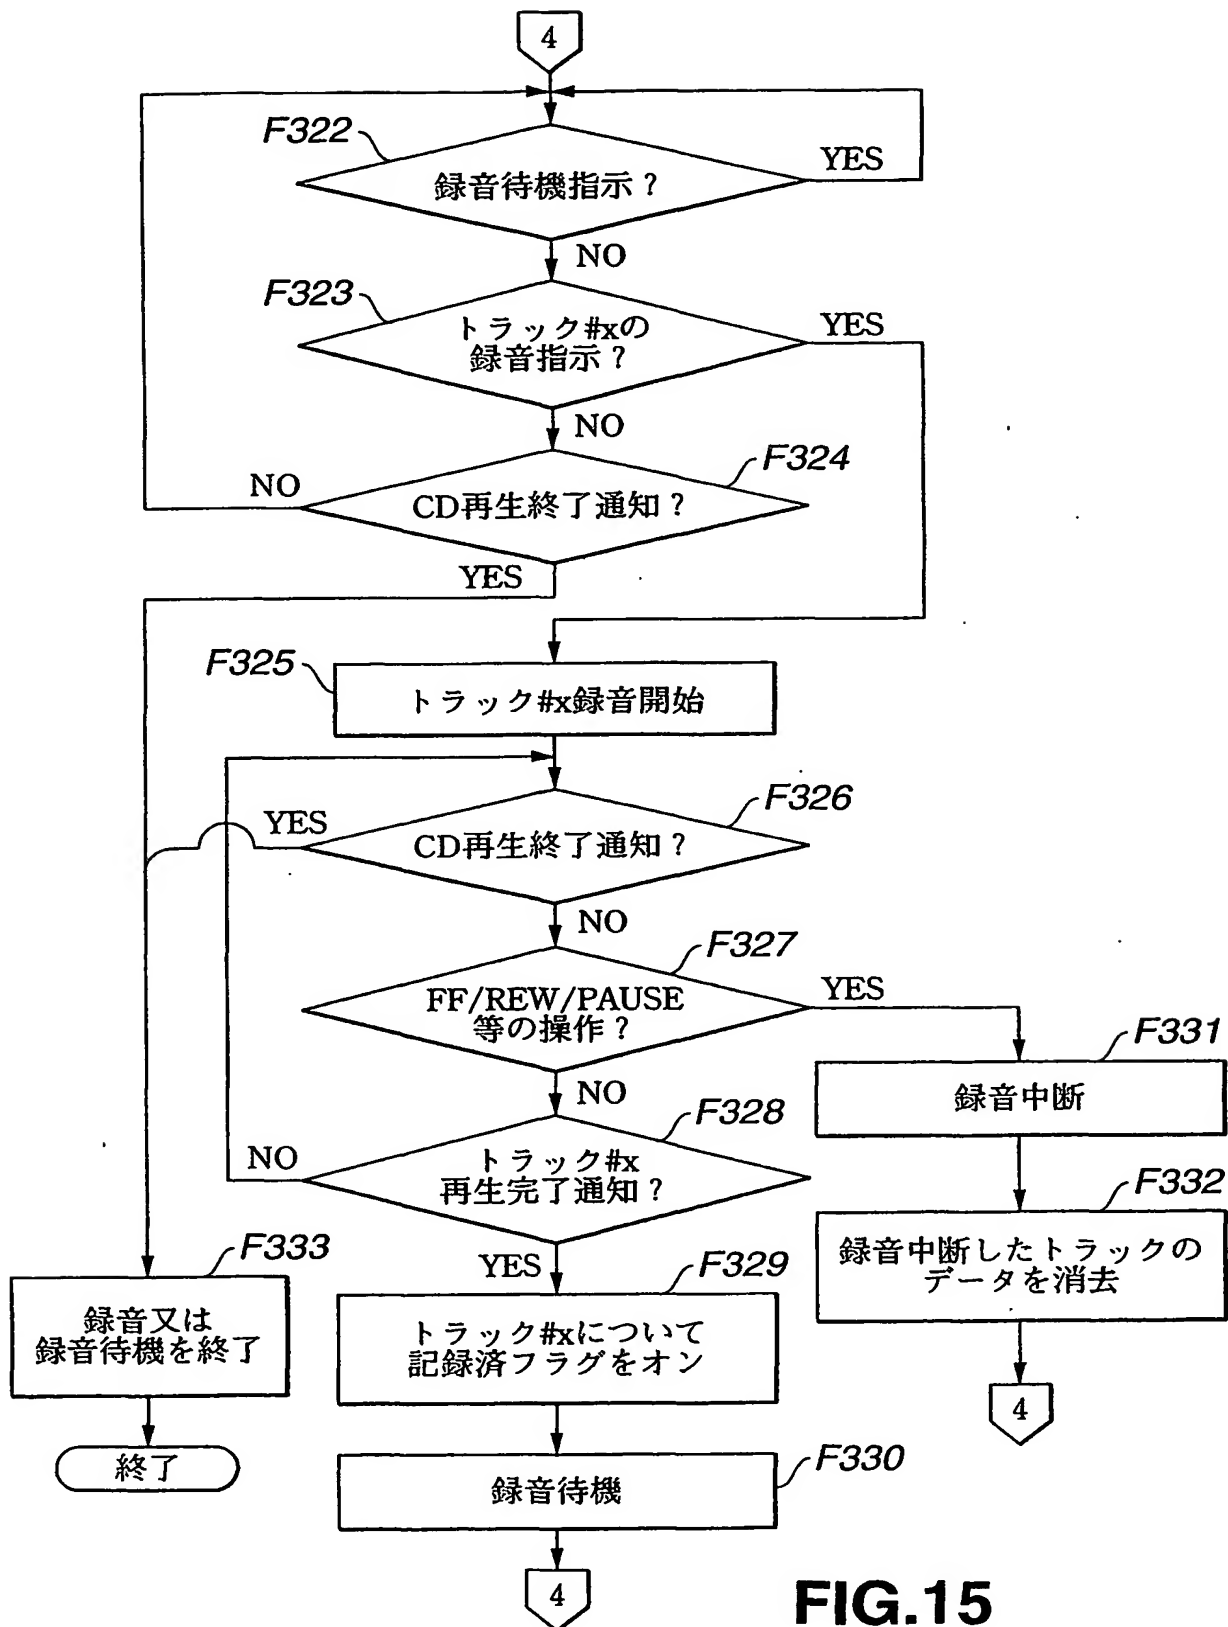 4
F322
録音待機指示？
YES
NO
F323
トラック#xの
録音指示？
YES
NO
F324
CD再生終了通知？
NO
YES
F325
トラック#x録音開始
F326
CD再生終了通知？
YES
NO
F327
FF/REW/PAUSE
等の操作？
YES
NO
F331
録音中断
F328
トラック#x
再生完了通知？
NO
YES
F332
録音中断したトラックの
データを消去
4
F333
録音又は
録音待機を終了
終了
F329
トラック#xについて
記録済フラグをオン
F330
録音待機
4
FIG.15